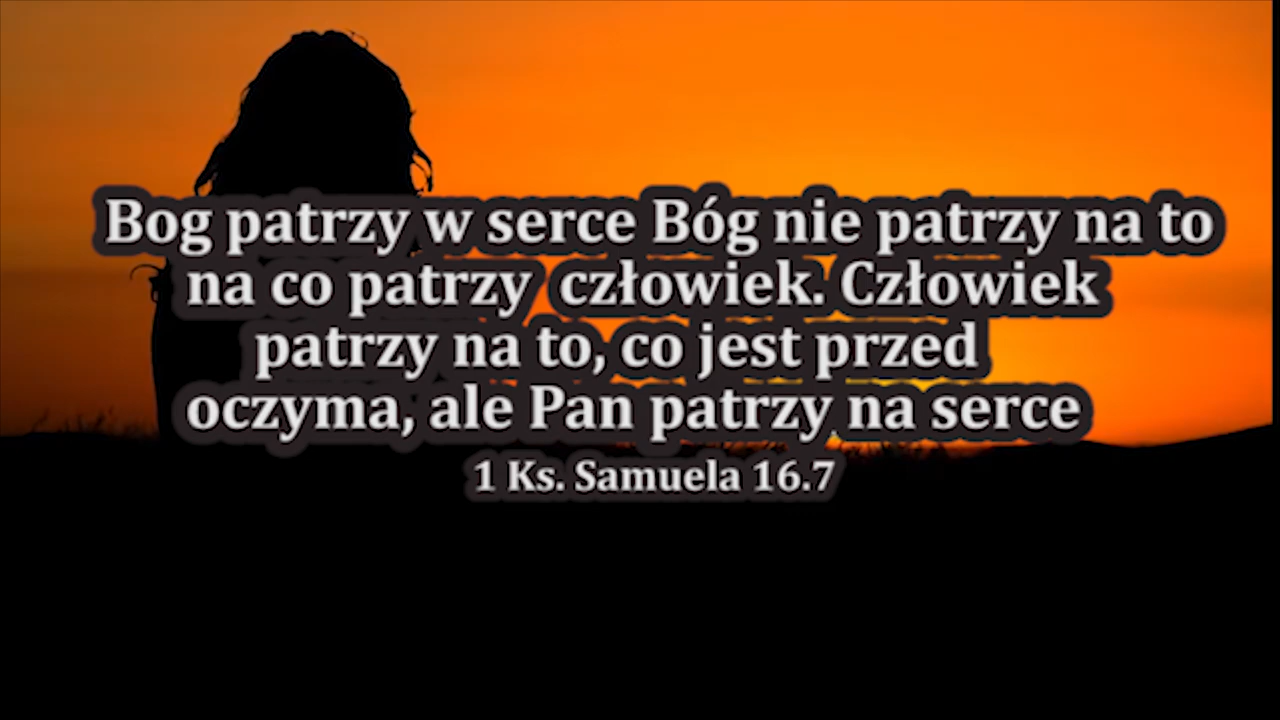 Bog patrzy w serce Bóg nie patrzy na to
na co patrzy człowiek. Człowiek
patrzy na to, co jest przed
oczyma, ale Pan patrzy na serce
1 Ks. Samuela 16.7